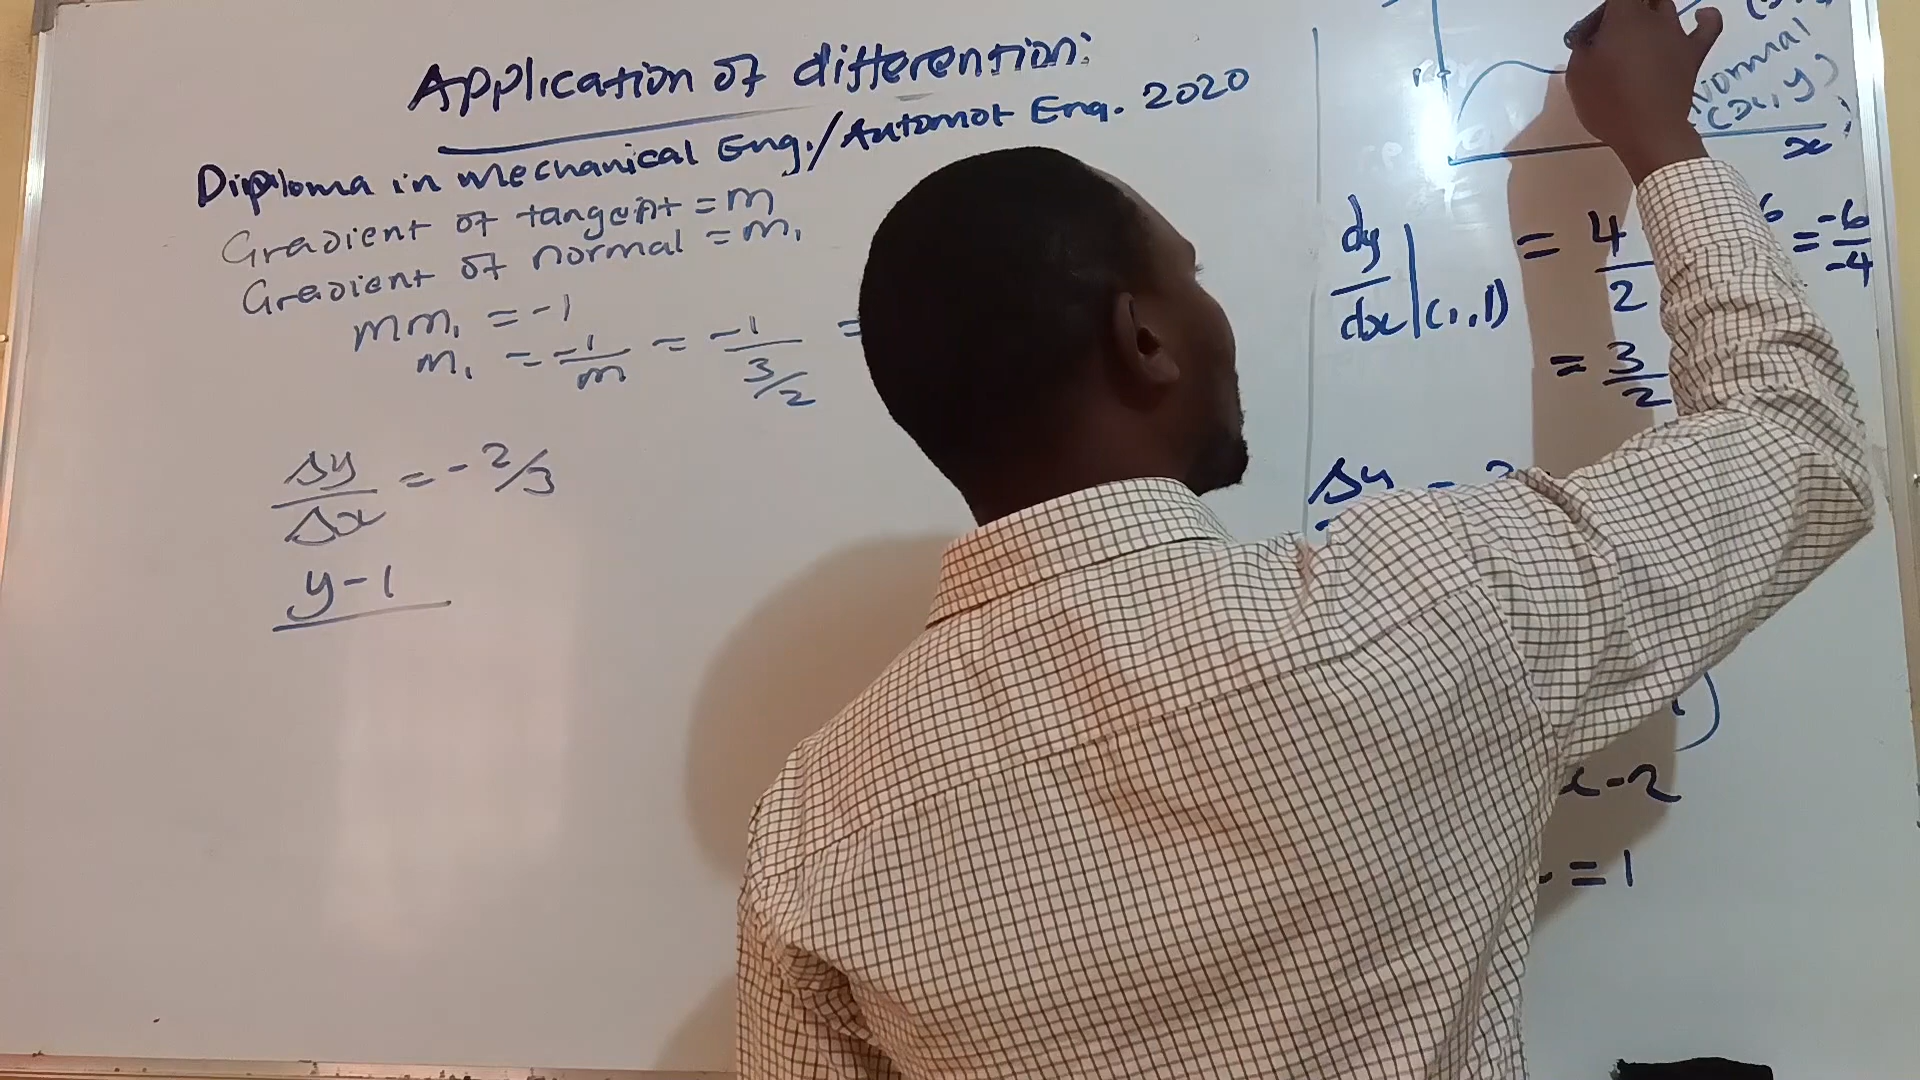 Application of differention:
Diploma in Mechanical Eng./Automot Eng. 2020
Gradient of tangent = m
Gradient of normal = m₁
mm₁ = -1
m₁ = -1/m = -1/(3/2) =
Δy/Δx = -2/3
y-1
normal
(x, y)
x
dy/dx|(1,1) = 4/2 = -6/-4
= 3/2
Δy
x-2
= 1